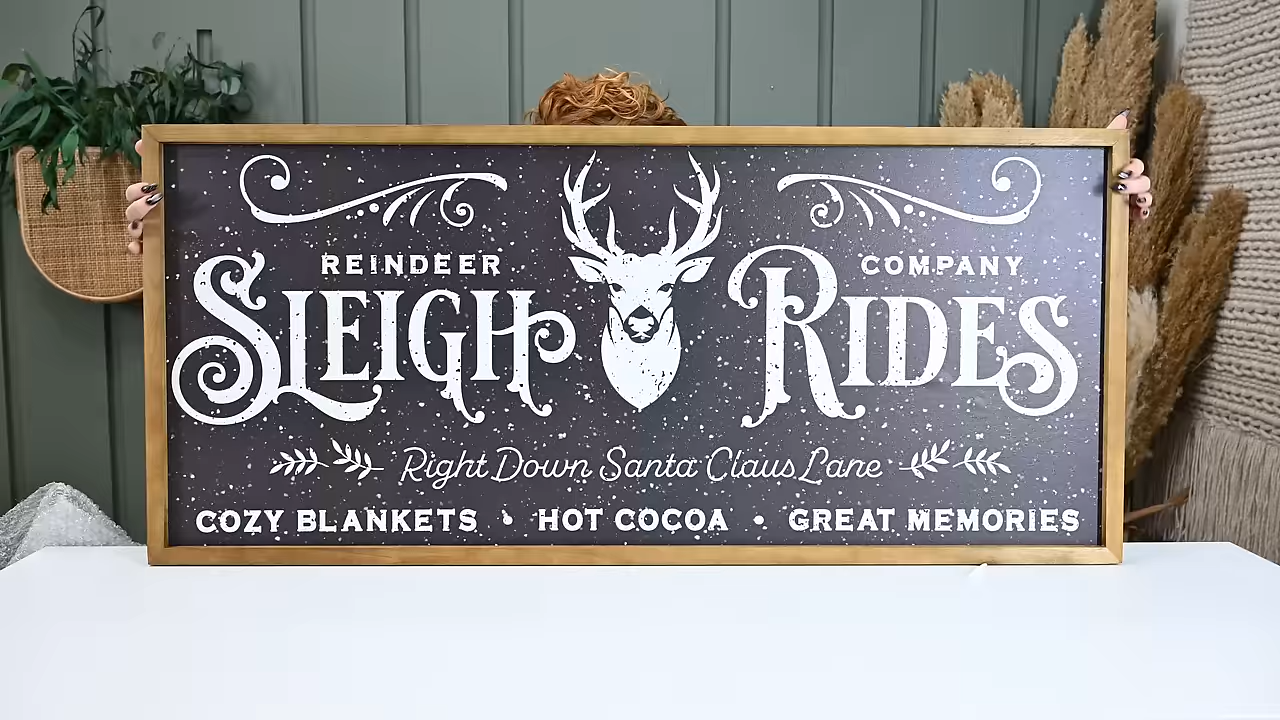 REINDEER COMPANY
SLEIGH RIDES
Right Down Santa Claus Lane
COZY BLANKETS • HOT COCOA • GREAT MEMORIES